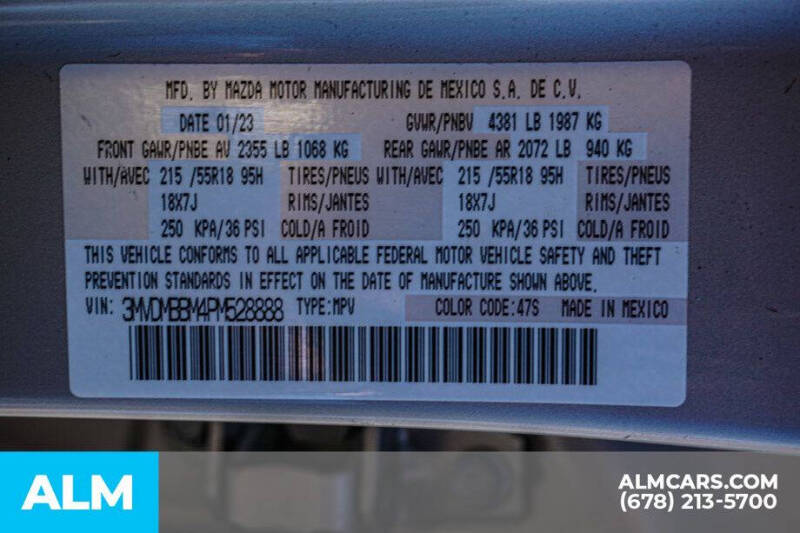 MFD. BY MAZDA MOTOR MANUFACTURING DE MEXICO S.A. DE C.V.
DATE 01/23 GVWR/PNBV 4381 LB 1987 KG
FRONT GAWR/PNBE AV 2355 LB 1068 KG REAR GAWR/PNBE AR 2072 LB 940 KG
WITH/AVEC 215 /55R18 95H TIRES/PNEUS WITH/AVEC 215 /55R18 95H TIRES/PNEUS
18X7J RIMS/JANTES 18X7J RIMS/JANTES
250 KPA/36 PSI COLD/A FROID 250 KPA/36 PSI COLD/A FROID
THIS VEHICLE CONFORMS TO ALL APPLICABLE FEDERAL MOTOR VEHICLE SAFETY AND THEFT
PREVENTION STANDARDS IN EFFECT ON THE DATE OF MANUFACTURE SHOWN ABOVE.
VIN: 3MVDMBBM4PM528888 TYPE:MPV COLOR CODE:47S MADE IN MEXICO
ALM
ALMCARS.COM
(678) 213-5700